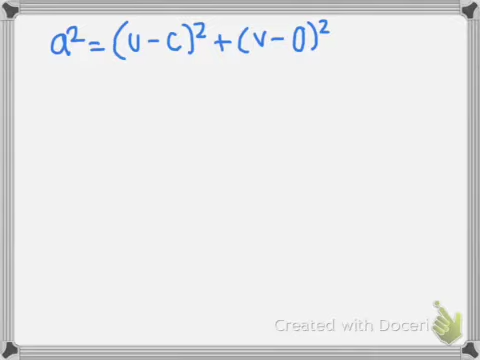 a² = (u - c)² + (v - 0)²
Created with Doceri